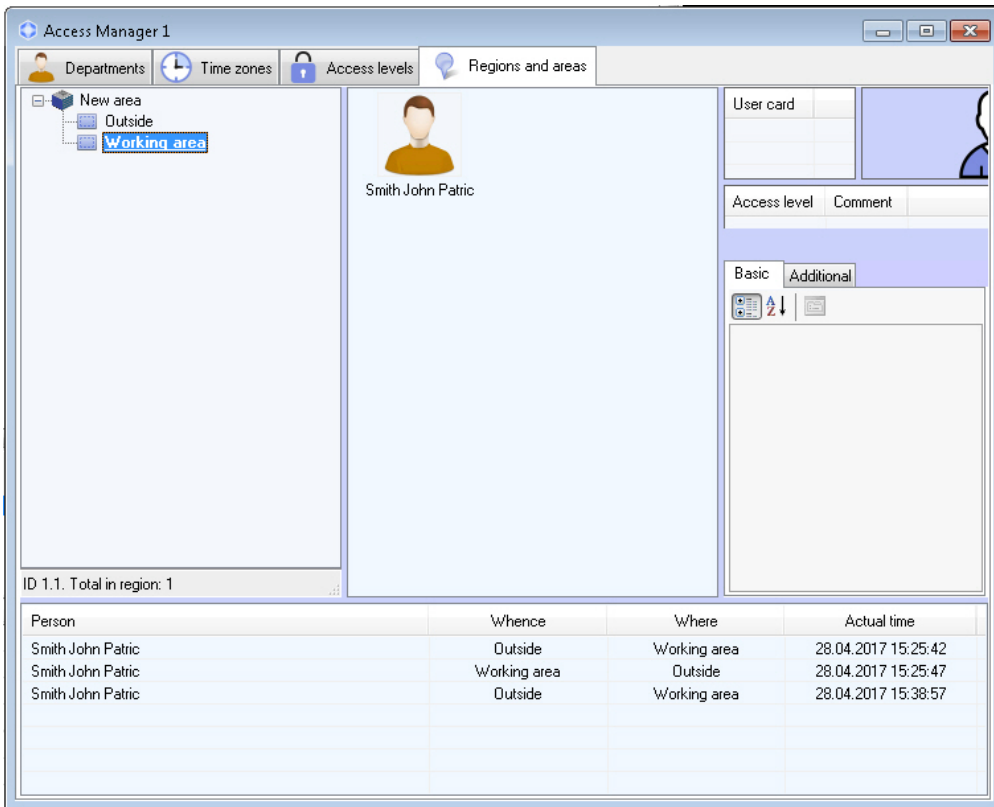 Access Manager 1
Departments Time zones Access levels Regions and areas
New area
Outside
Working area
Smith John Patric
User card
Access level Comment
Basic Additional
ID 1.1. Total in region: 1
Person Whence Where Actual time
Smith John Patric Outside Working area 28.04.2017 15:25:42
Smith John Patric Working area Outside 28.04.2017 15:25:47
Smith John Patric Outside Working area 28.04.2017 15:38:57